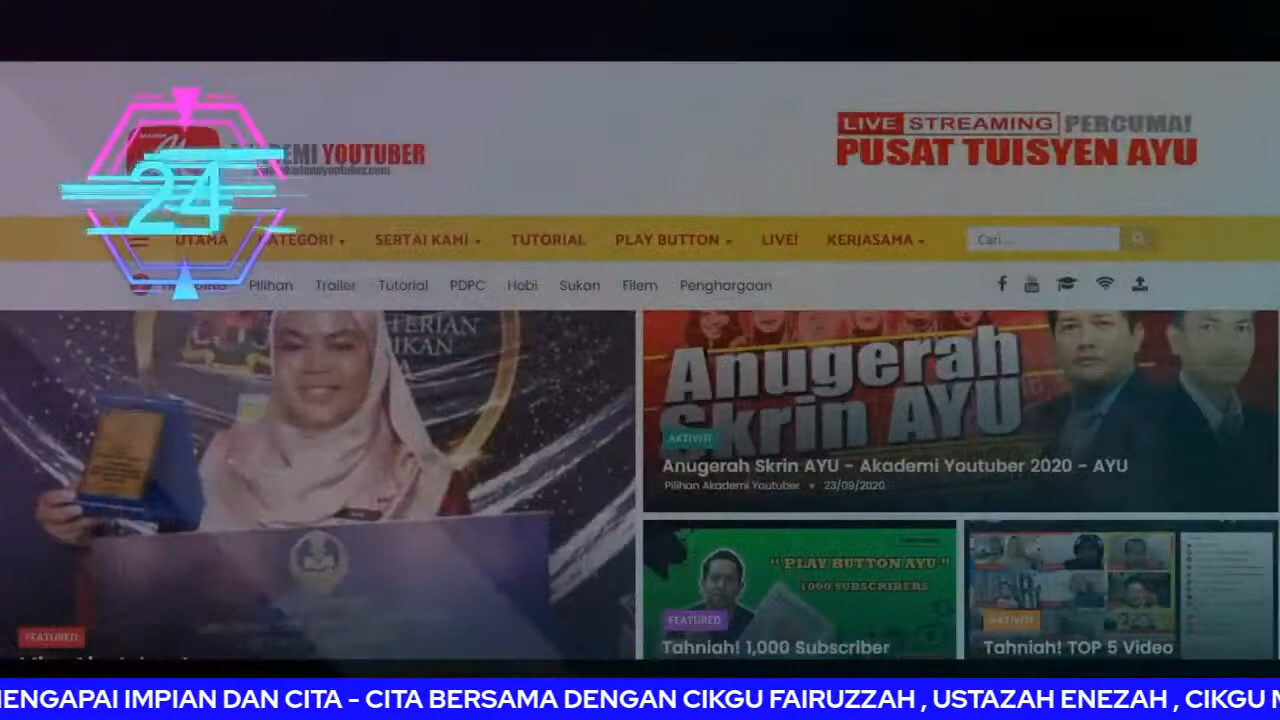 LIVE STREAMING PERCUMA!
PUSAT TUISYEN AYU
YOUTUBER
24
UTAMA KATEGORI SERTAI KAMI TUTORIAL PLAY BUTTON LIVE! KERJASAMA Cari ...
Pilihan Trailer Tutorial PDPC Hobi Sukan Filem Penghargaan
Anugerah
Skrin AYU
AKTIVITI
Anugerah Skrin AYU - Akademi Youtuber 2020 - AYU
Pilihan Akademi Youtuber 23/09/2020
" PLAY BUTTON AYU "
1000 SUBSCRIBERS
FEATURED
FEATURED
AKTIVITI
Tahniah! 1,000 Subscriber
Tahniah! TOP 5 Video
MENGAPAI IMPIAN DAN CITA - CITA BERSAMA DENGAN CIKGU FAIRUZZAH , USTAZAH ENEZAH , CIKGU